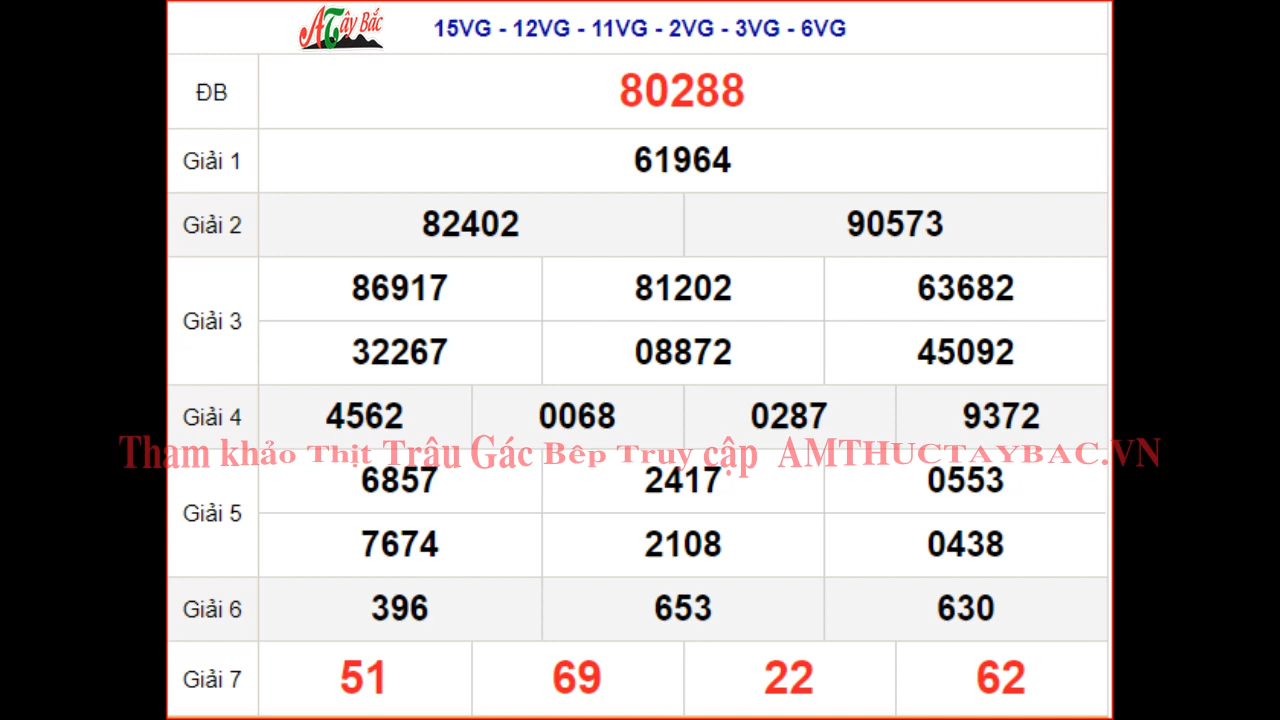 ATây Bắc 15VG - 12VG - 11VG - 2VG - 3VG - 6VG
ĐB 80288
Giải 1 61964
Giải 2 82402 90573
Giải 3
86917 81202 63682
32267 08872 45092
Giải 4 4562 0068 0287 9372
Tham khảo Thịt Trâu Gác Bếp Truy cập AMTHUCTAYBAC.VN
Giải 5
6857 2417 0553
7674 2108 0438
Giải 6 396 653 630
Giải 7 51 69 22 62